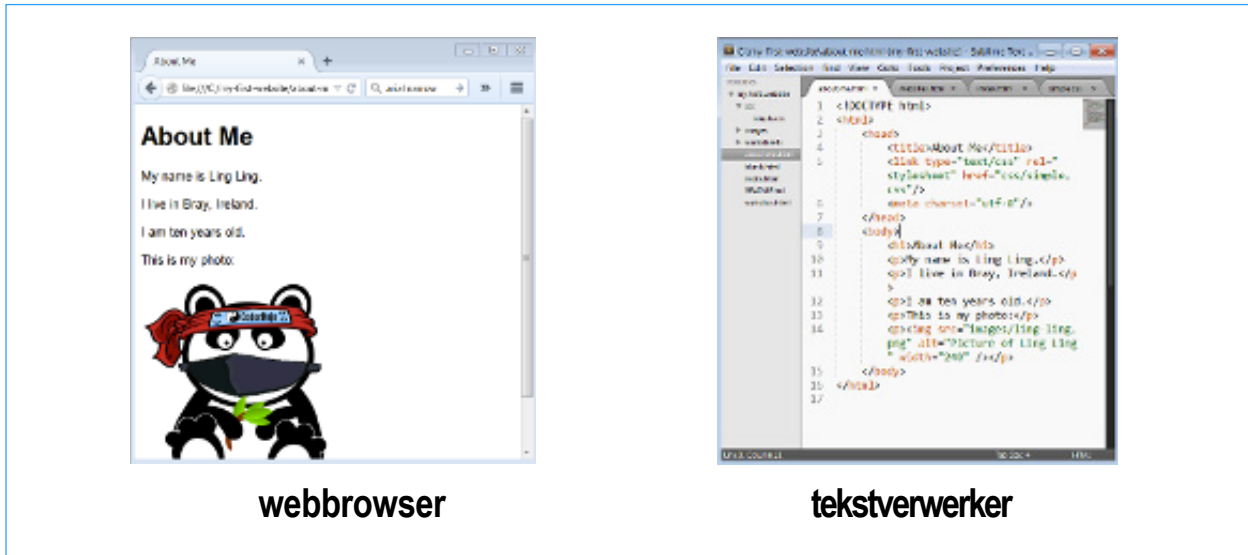 About Me
About Me
My name is Ling Ling.
I live in Bray, Ireland.
I am ten years old.
This is my photo:
CoderDojo
webbrowser
File Edit Selection Find View Goto Tools Project Preferences Help
1 <!DOCTYPE html>
2 <html>
3 <head>
4 <title>About Me</title>
5 <link type="text/css" rel="
stylesheet" href="css/simple.
css"/>
6 <meta charset="utf-8"/>
7 </head>
8 <body>
9 <h1>About Me</h1>
10 <p>My name is Ling Ling.</p>
11 <p>I live in Bray, Ireland.</p
>
12 <p>I am ten years old.</p>
13 <p>This is my photo:</p>
14 <p><img src="images/ling-ling.
png" alt="Picture of Ling Ling
" width="240" /></p>
15 </body>
16 </html>
17
HTML
tekstverwerker